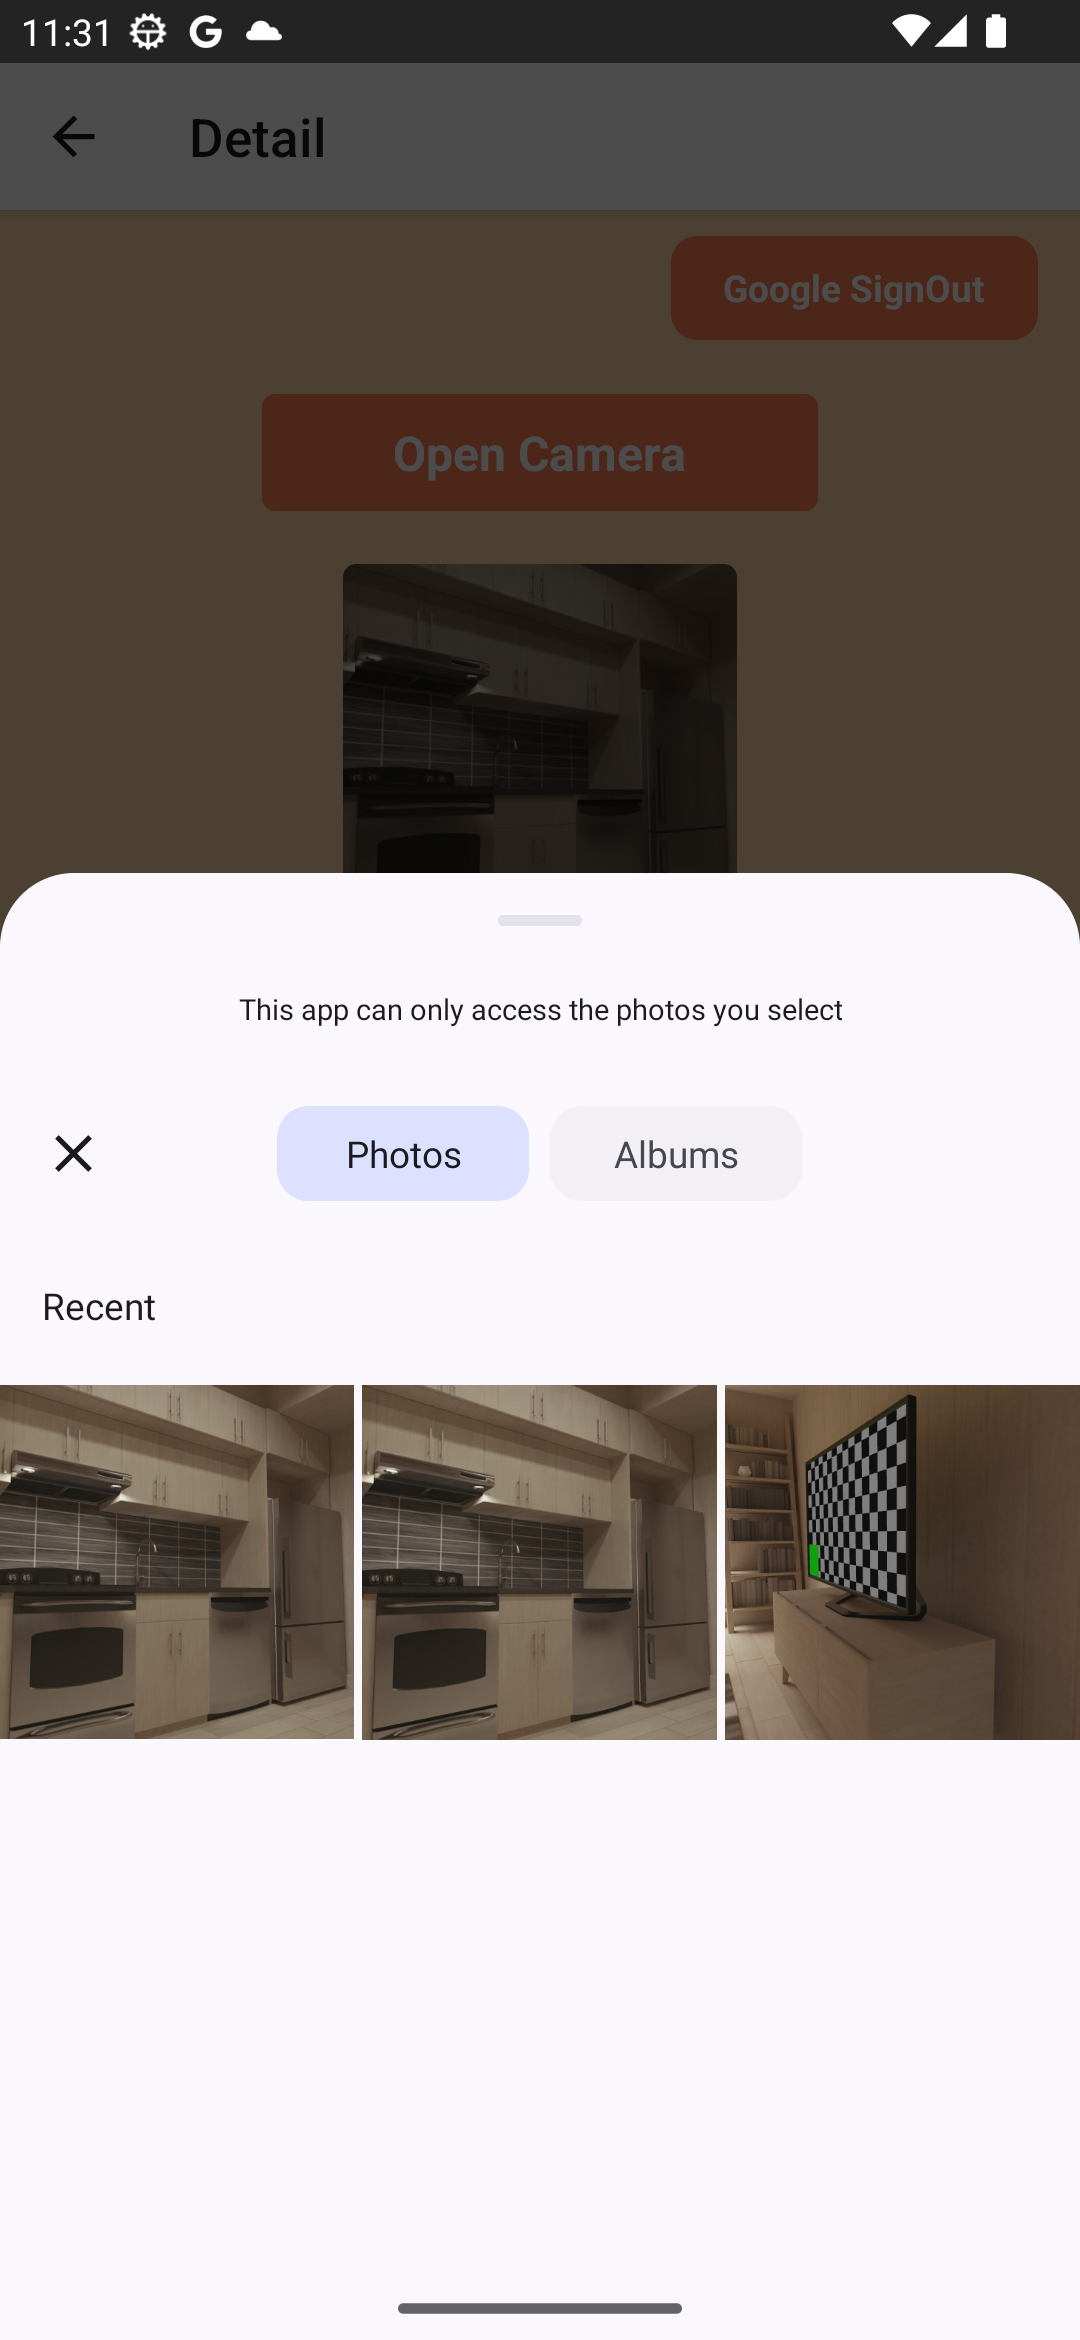 11:31
Detail
Google SignOut
Open Camera
This app can only access the photos you select
Photos
Albums
Recent